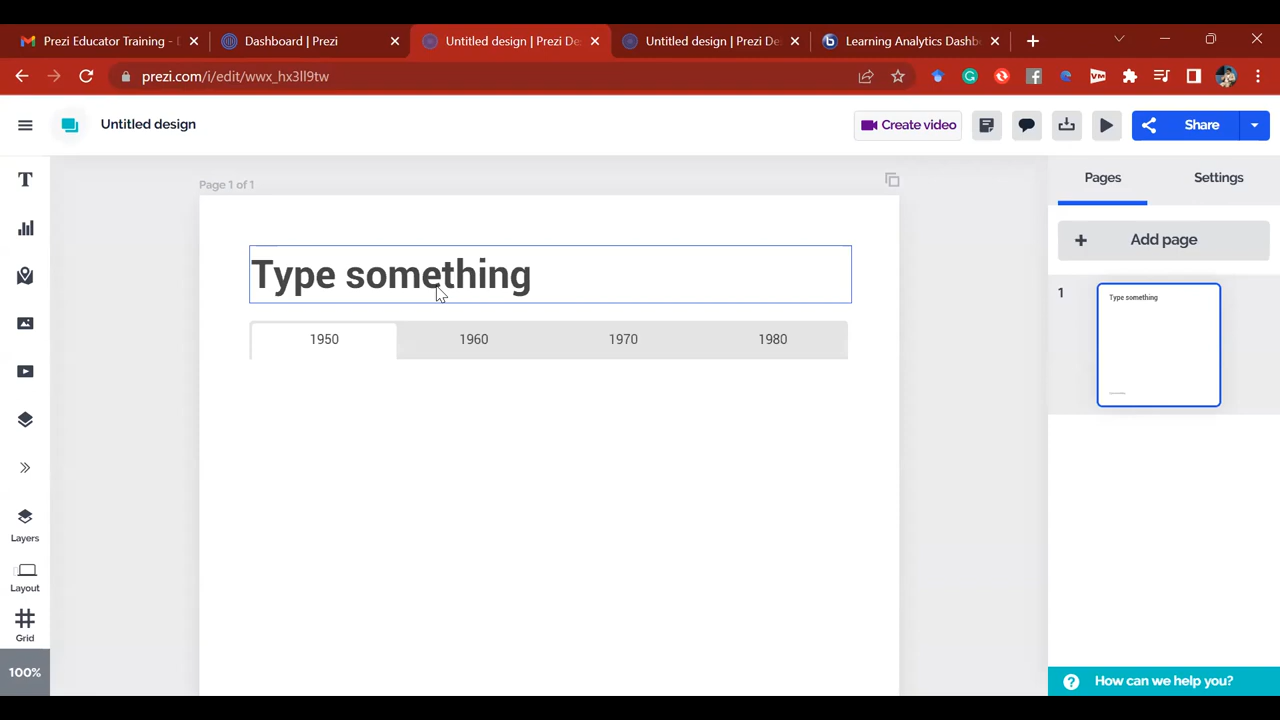 Prezi Educator Training - D
Dashboard | Prezi
Untitled design | Prezi De
Untitled design | Prezi De
Learning Analytics Dashb
prezi.com/i/edit/wwx_hx3ll9tw
Untitled design
Create video
Share
Page 1 of 1
Pages
Settings
Add page
Type something
1950
1960
1970
1980
1
Type something
Layers
Layout
Grid
100%
How can we help you?